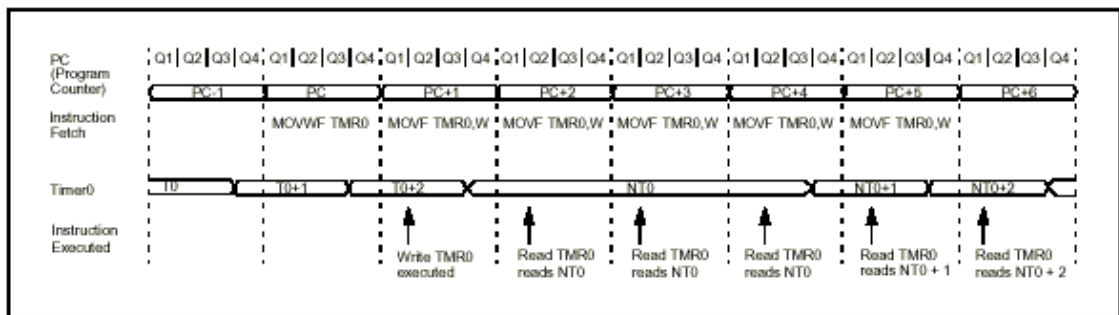 PC (Program Counter)
Q1 Q2 Q3 Q4 Q1 Q2 Q3 Q4 Q1 Q2 Q3 Q4 Q1 Q2 Q3 Q4 Q1 Q2 Q3 Q4 Q1 Q2 Q3 Q4 Q1 Q2 Q3 Q4 Q1 Q2 Q3 Q4
PC-1 PC PC+1 PC+2 PC+3 PC+4 PC+5 PC+6
Instruction Fetch
MOVWF TMR0 MOVF TMR0,W MOVF TMR0,W MOVF TMR0,W MOVF TMR0,W MOVF TMR0,W
Timer0
T0 T0+1 T0+2 NT0 NT0+1 NT0+2
Instruction Executed
Write TMR0 executed
Read TMR0 reads NT0
Read TMR0 reads NT0
Read TMR0 reads NT0
Read TMR0 reads NT0 + 1
Read TMR0 reads NT0 + 2